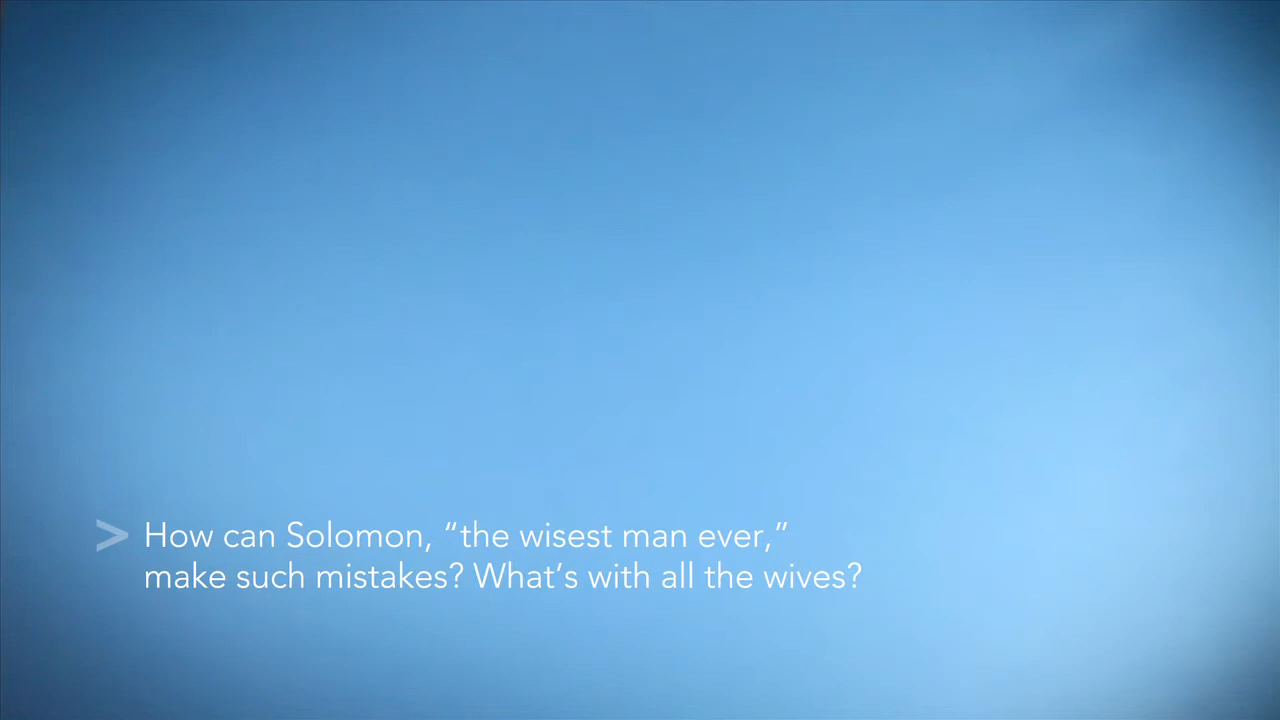 > How can Solomon, “the wisest man ever,”
make such mistakes? What’s with all the wives?